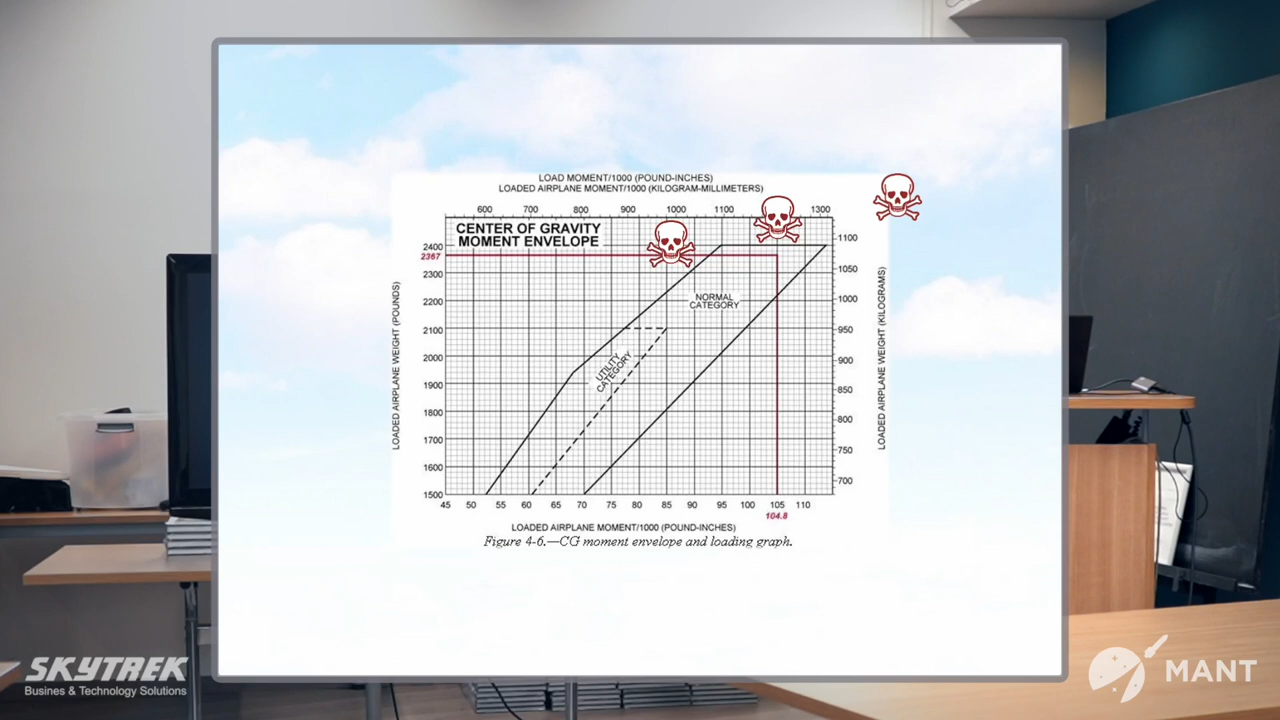 LOAD MOMENT/1000 (POUND-INCHES)
LOADED AIRPLANE MOMENT/1000 (KILOGRAM-MILLIMETERS)
600 700 800 900 1000 1100 1300
CENTER OF GRAVITY
MOMENT ENVELOPE
2400
2367
2300
2200
2100
2000
1900
1800
1700
1600
1500
LOADED AIRPLANE WEIGHT (POUNDS)
NORMAL
CATEGORY
UTILITY
CATEGORY
1100
1050
1000
950
900
850
800
750
700
LOADED AIRPLANE WEIGHT (KILOGRAMS)
45 50 55 60 65 70 75 80 85 90 95 100 105 110
104.8
LOADED AIRPLANE MOMENT/1000 (POUND-INCHES)
Figure 4-6.—CG moment envelope and loading graph.
SKYTREK
Busines & Technology Solutions
MANT